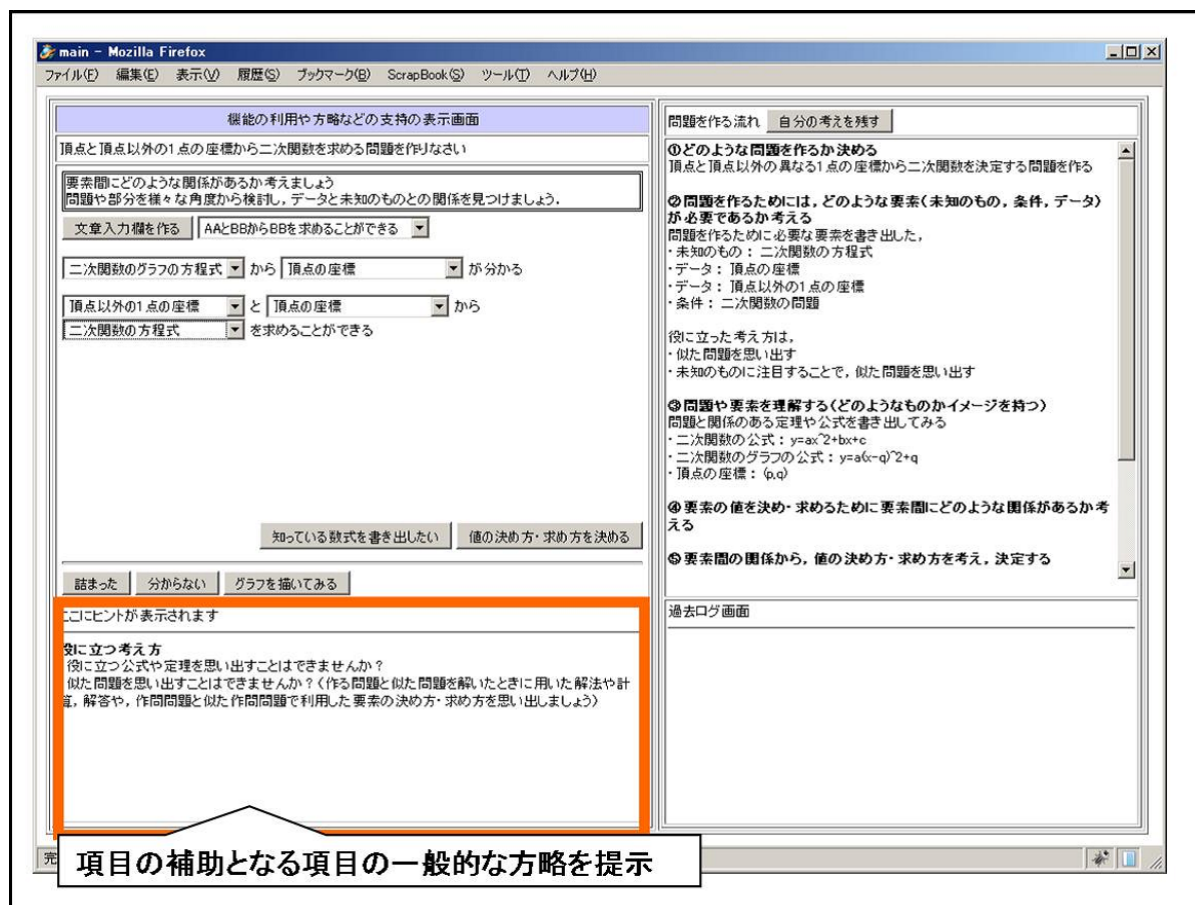 main - Mozilla Firefox
ファイル(F) 編集(E) 表示(V) 履歴(S) ブックマーク(B) ScrapBook(S) ツール(T) ヘルプ(H)
機能の利用や方略などの支持の表示画面
頂点と頂点以外の1点の座標から二次関数を求める問題を作りなさい
要素間にどのような関係があるか考えましょう
問題や部分を様々な角度から検討し,データと未知のものとの関係を見つけましょう.
文章入力欄を作る AAとBBからBBを求めることができる
二次関数のグラフの方程式 から 頂点の座標 が分かる
頂点以外の1点の座標 と 頂点の座標 から
二次関数の方程式 を求めることができる
知っている数式を書き出したい 値の決め方・求め方を決める
詰まった 分からない グラフを描いてみる
ここにヒントが表示されます
役に立つ考え方
役に立つ公式や定理を思い出すことはできませんか?
似た問題を思い出すことはできませんか?(作る問題と似た問題を解いたときに用いた解法や計
算,解答や,作問問題と似た作問問題で利用した要素の決め方・求め方を思い出しましょう)
項目の補助となる項目の一般的な方略を提示
問題を作る流れ 自分の考えを残す
①どのような問題を作るか決める
頂点と頂点以外の異なる1点の座標から二次関数を決定する問題を作る
②問題を作るためには,どのような要素(未知のもの,条件,データ)
が必要であるか考える
問題を作るために必要な要素を書き出した,
・未知のもの: 二次関数の方程式
・データ: 頂点の座標
・データ: 頂点以外の1点の座標
・条件: 二次関数の問題
役に立った考え方は,
・似た問題を思い出す
・未知のものに注目することで,似た問題を思い出す
③問題や要素を理解する(どのようなものかイメージを持つ)
問題と関係のある定理や公式を書き出してみる
・二次関数の公式: y=ax^2+bx+c
・二次関数のグラフの公式: y=a(x-q)^2+q
・頂点の座標: (p,q)
④要素の値を決め・求めるために要素間にどのような関係があるか考
える
⑤要素間の関係から,値の決め方・求め方を考え,決定する
過去ログ画面
完